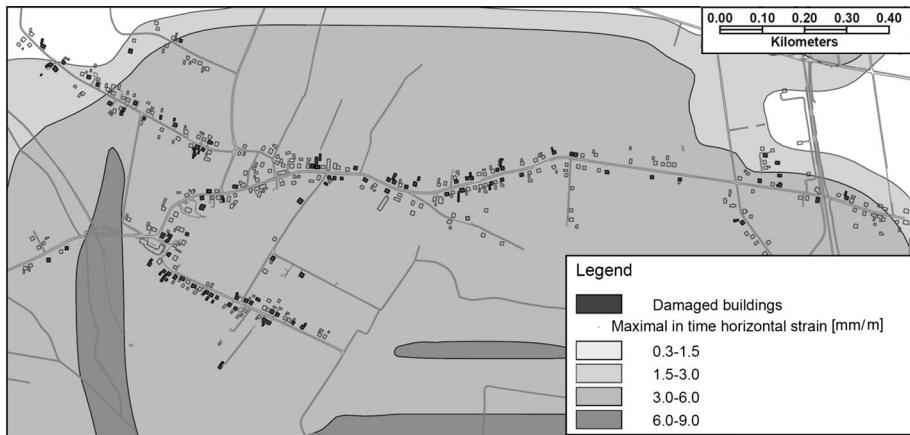 0.00 0.10 0.20 0.30 0.40
Kilometers
Legend
Damaged buildings
Maximal in time horizontal strain [mm/m]
0.3-1.5
1.5-3.0
3.0-6.0
6.0-9.0